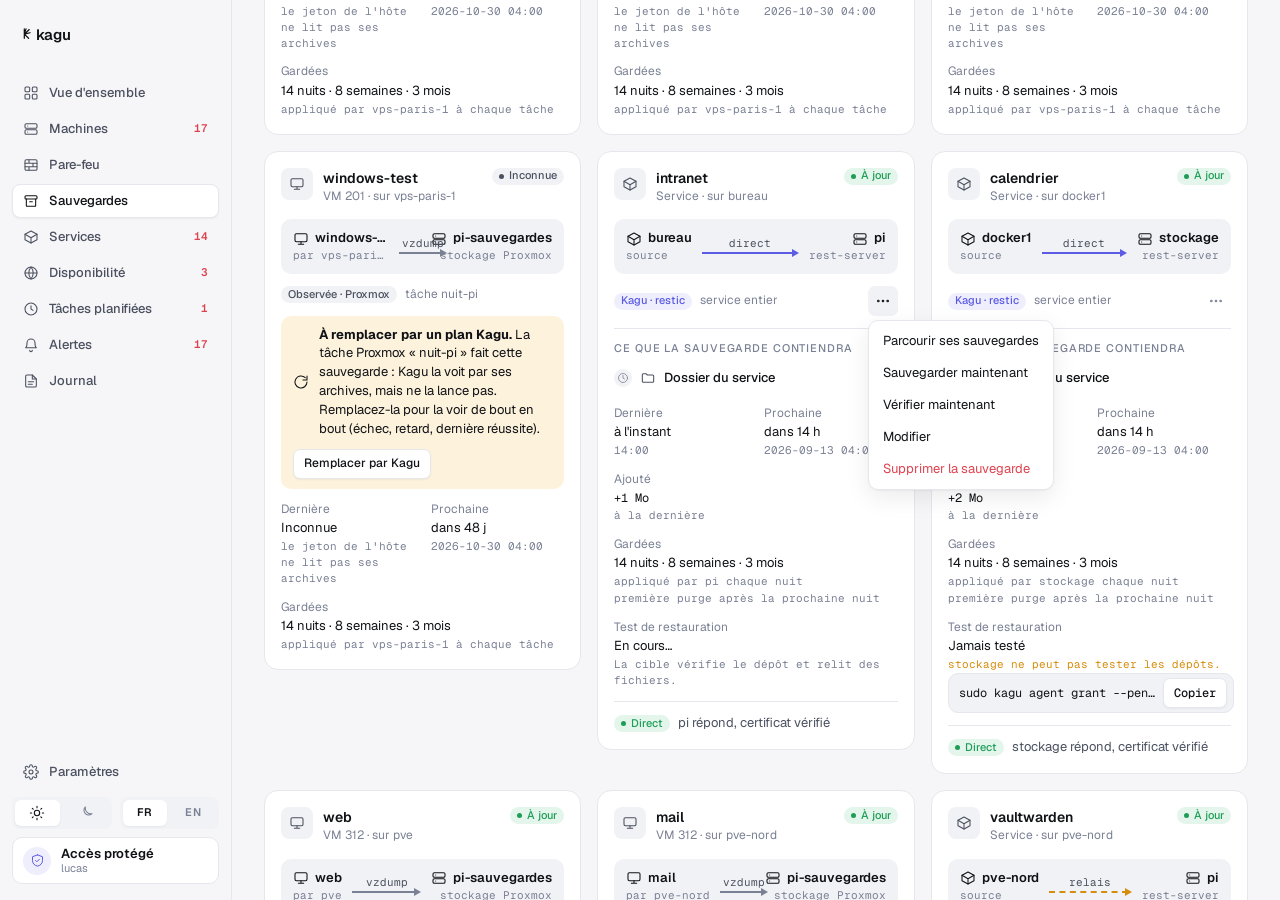 kagu
Vue d'ensemble
Machines 17
Pare-feu
Sauvegardes
Services 14
Disponibilité 3
Tâches planifiées 1
Alertes 17
Journal
Paramètres
FR EN
Accès protégé
lucas
le jeton de l'hôte 2026-10-30 04:00
ne lit pas ses
archives
Gardées
14 nuits · 8 semaines · 3 mois
appliqué par vps-paris-1 à chaque tâche
le jeton de l'hôte 2026-10-30 04:00
ne lit pas ses
archives
Gardées
14 nuits · 8 semaines · 3 mois
appliqué par vps-paris-1 à chaque tâche
le jeton de l'hôte 2026-10-30 04:00
ne lit pas ses
archives
Gardées
14 nuits · 8 semaines · 3 mois
appliqué par vps-paris-1 à chaque tâche
windows-test Inconnue
VM 201 · sur vps-paris-1
windows-… vzdump pi-sauvegardes
par vps-pari… stockage Proxmox
Observée · Proxmox tâche nuit-pi
À remplacer par un plan Kagu. La
tâche Proxmox « nuit-pi » fait cette
sauvegarde : Kagu la voit par ses
archives, mais ne la lance pas.
Remplacez-la pour la voir de bout en
bout (échec, retard, dernière réussite).
Remplacer par Kagu
Dernière Prochaine
Inconnue dans 48 j
le jeton de l'hôte 2026-10-30 04:00
ne lit pas ses
archives
Gardées
14 nuits · 8 semaines · 3 mois
appliqué par vps-paris-1 à chaque tâche
intranet À jour
Service · sur bureau
bureau direct pi
source rest-server
Kagu · restic service entier
CE QUE LA SAUVEGARDE CONTIENDRA
Dossier du service
Dernière Prochaine
à l'instant dans 14 h
14:00 2026-09-13 04:0
Ajouté
+1 Mo
à la dernière
Gardées
14 nuits · 8 semaines · 3 mois
appliqué par pi chaque nuit
première purge après la prochaine nuit
Test de restauration
En cours…
La cible vérifie le dépôt et relit des
fichiers.
Direct pi répond, certificat vérifié
Parcourir ses sauvegardes
Sauvegarder maintenant
Vérifier maintenant
Modifier
Supprimer la sauvegarde
calendrier À jour
Service · sur docker1
docker1 direct stockage
source rest-server
Kagu · restic service entier
EGARDE CONTIENDRA
u service
Prochaine
dans 14 h
2026-09-13 04:00
+2 Mo
à la dernière
Gardées
14 nuits · 8 semaines · 3 mois
appliqué par stockage chaque nuit
première purge après la prochaine nuit
Test de restauration
Jamais testé
stockage ne peut pas tester les dépôts.
sudo kagu agent grant --pen… Copier
Direct stockage répond, certificat vérifié
web À jour
VM 312 · sur pve
web vzdump pi-sauvegardes
par pve stockage Proxmox
mail À jour
VM 312 · sur pve-nord
mail vzdump pi-sauvegardes
par pve-nord stockage Proxmox
vaultwarden À jour
Service · sur pve-nord
pve-nord relais pi
source rest-server